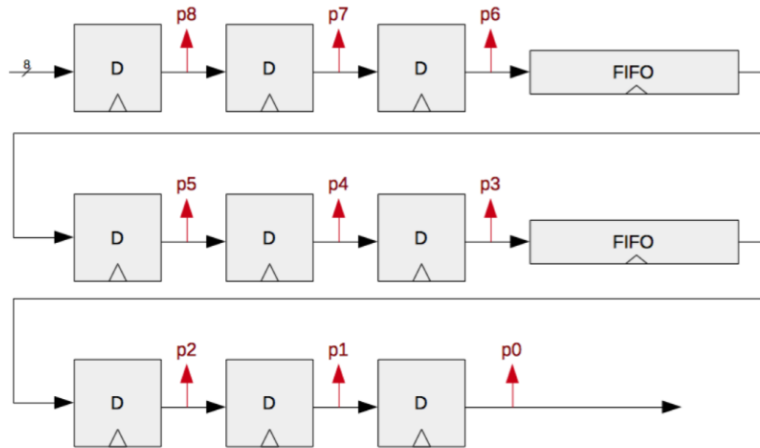 p8 p7 p6
8 D D D FIFO
p5 p4 p3
D D D FIFO
p2 p1 p0
D D D